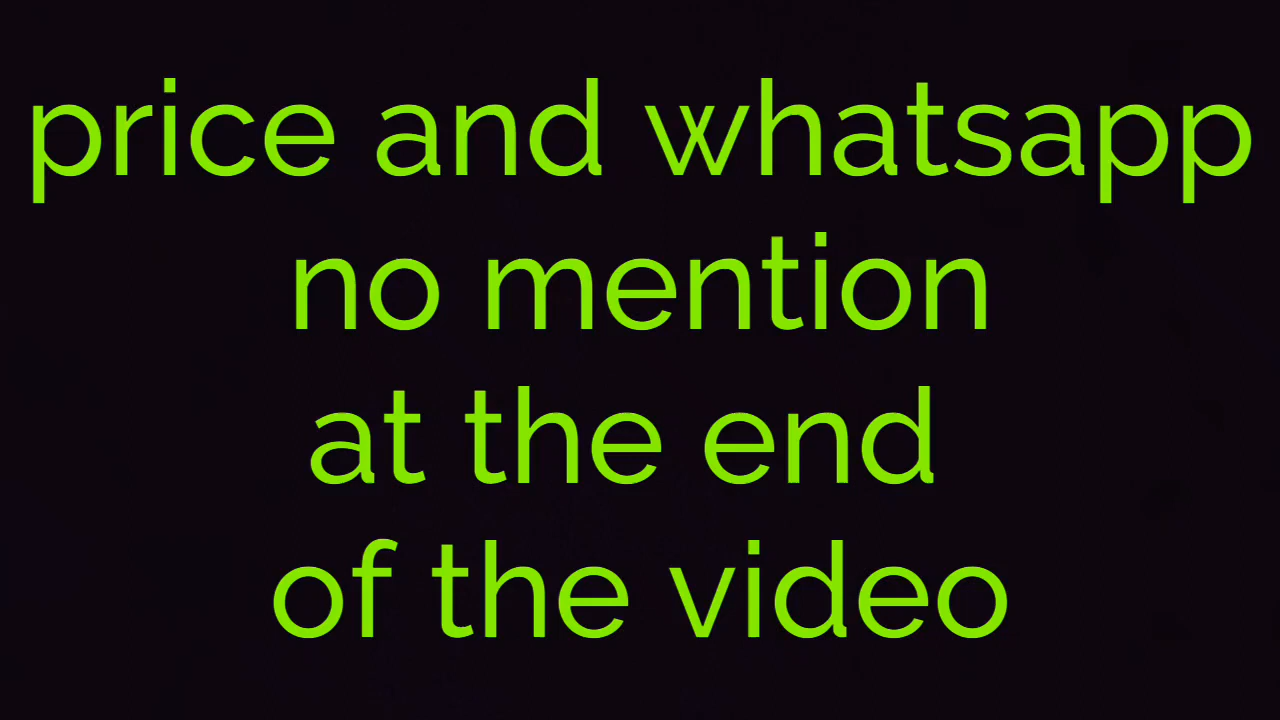 price and whatsapp
no mention
at the end
of the video